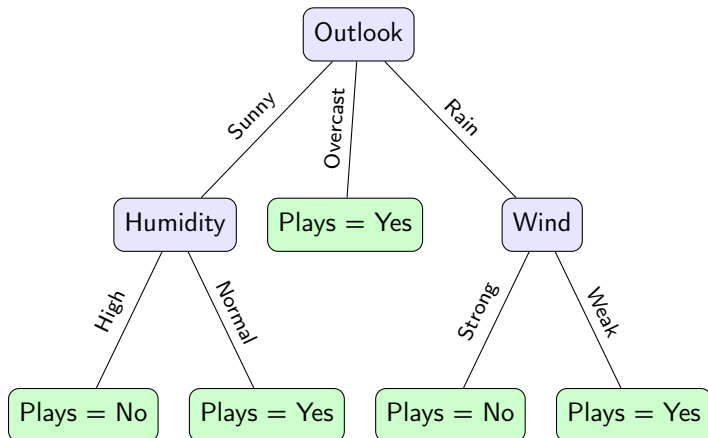 Outlook
Sunny
Overcast
Rain
Humidity
Plays = Yes
Wind
High
Normal
Strong
Weak
Plays = No
Plays = Yes
Plays = No
Plays = Yes